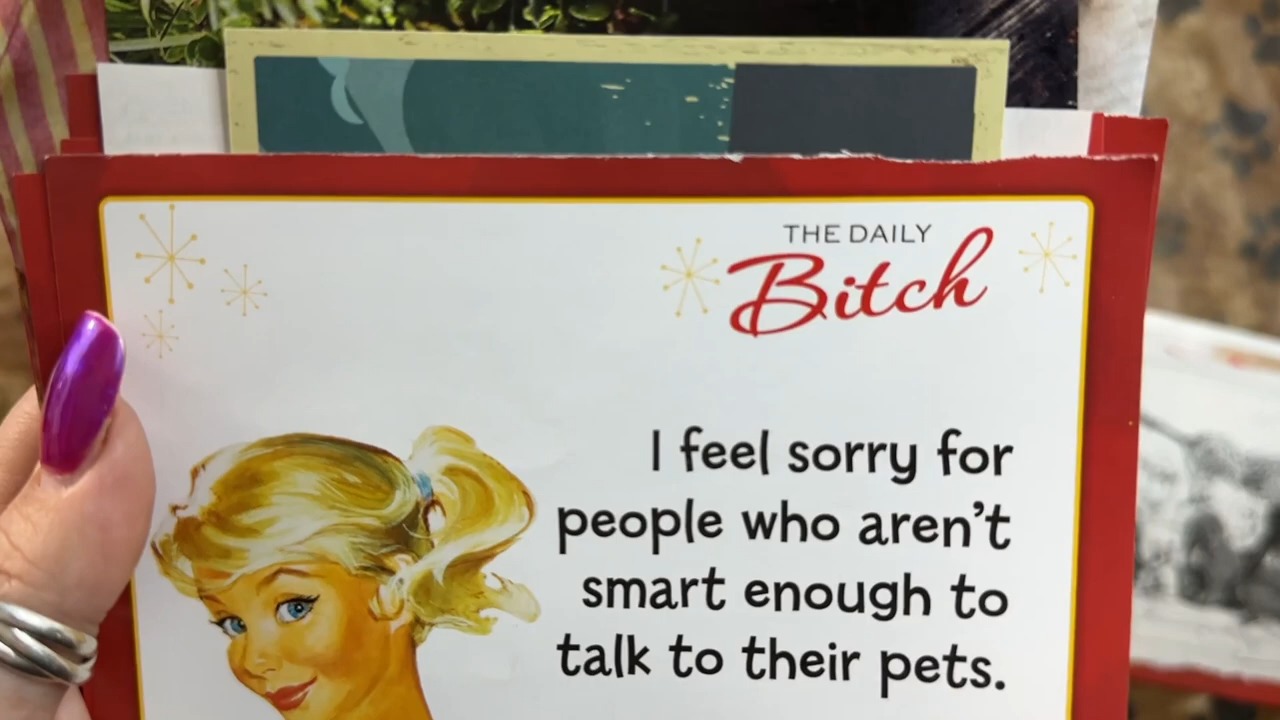 THE DAILY
Bitch
I feel sorry for
people who aren't
smart enough to
talk to their pets.